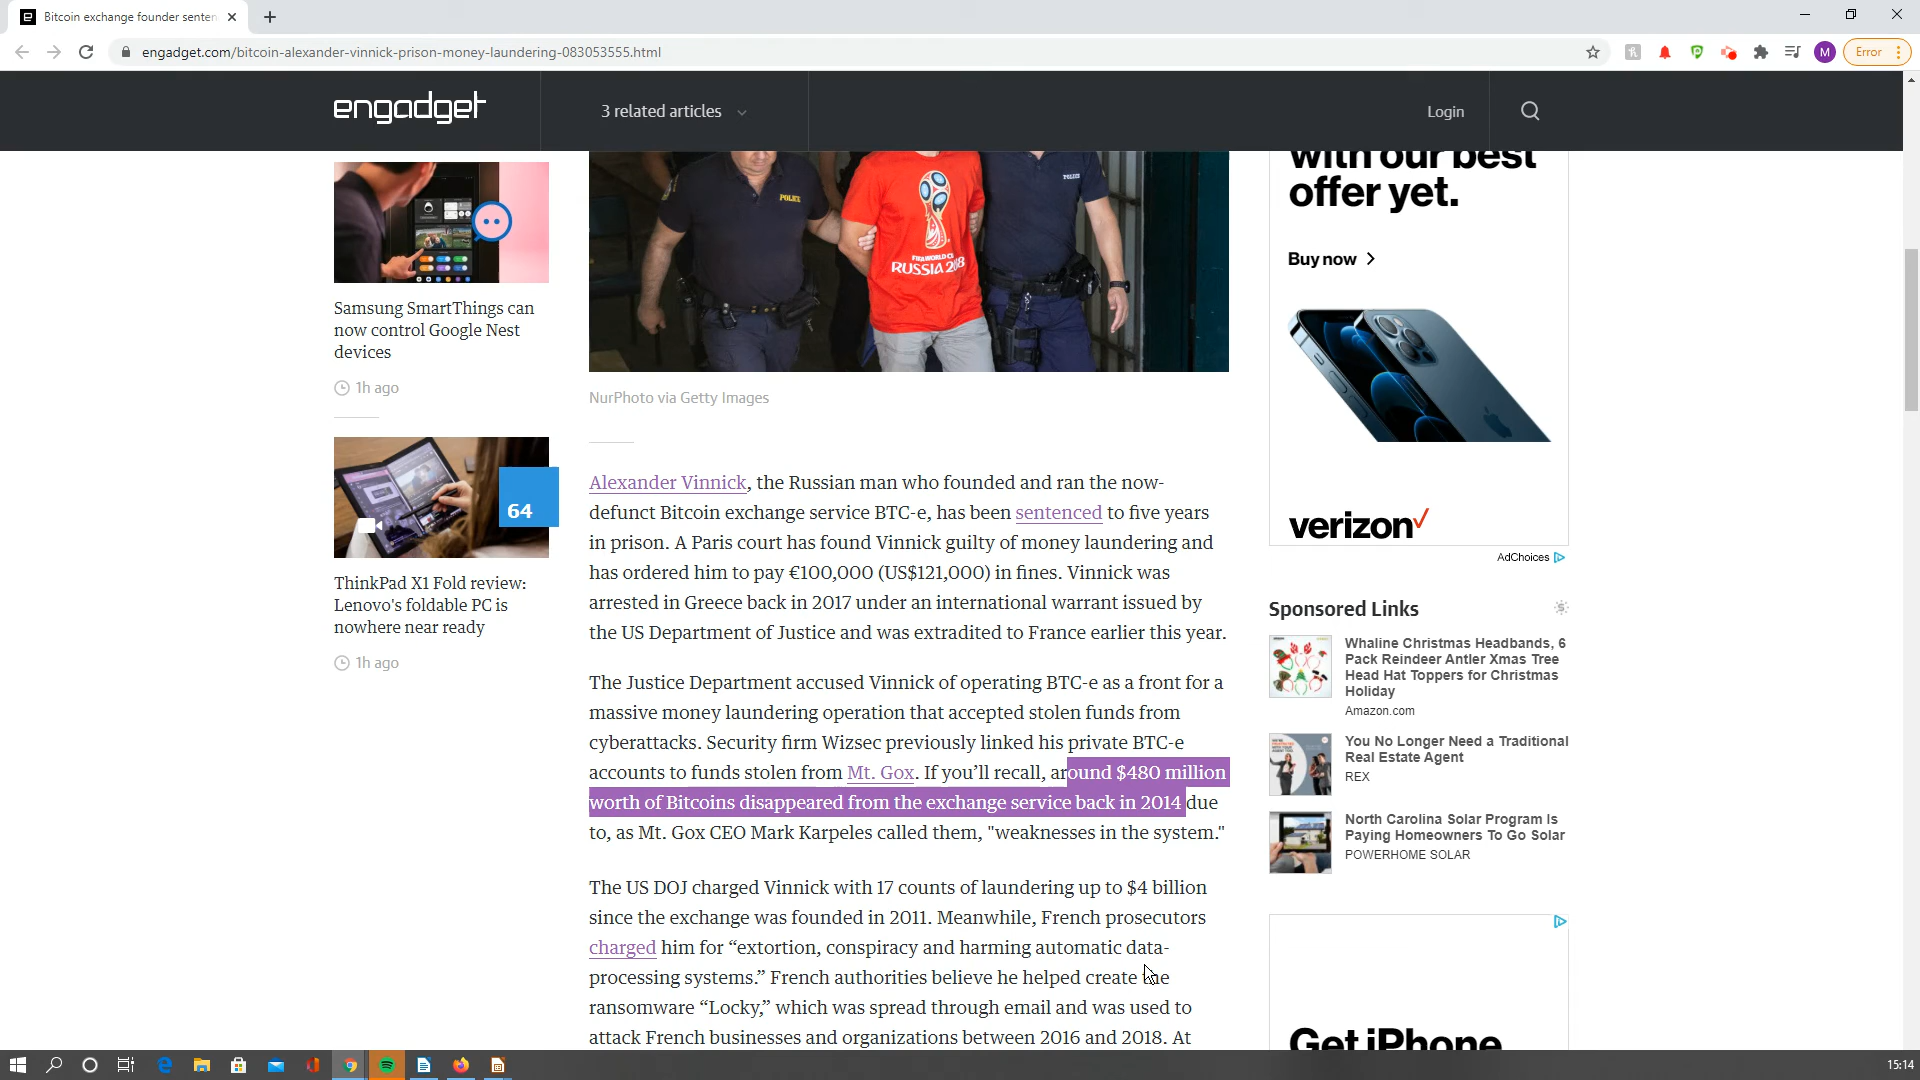 Bitcoin exchange founder senten
engadget.com/bitcoin-alexander-vinnick-prison-money-laundering-083053555.html
M
Error
engadget
3 related articles
Login
POLICE
POLICE
FIFA WORLD CUP
RUSSIA 2018
Samsung SmartThings can
now control Google Nest
devices
1h ago
64
ThinkPad X1 Fold review:
Lenovo's foldable PC is
nowhere near ready
1h ago
NurPhoto via Getty Images
Alexander Vinnick, the Russian man who founded and ran the now-
defunct Bitcoin exchange service BTC-e, has been sentenced to five years
in prison. A Paris court has found Vinnick guilty of money laundering and
has ordered him to pay €100,000 (US$121,000) in fines. Vinnick was
arrested in Greece back in 2017 under an international warrant issued by
the US Department of Justice and was extradited to France earlier this year.
The Justice Department accused Vinnick of operating BTC-e as a front for a
massive money laundering operation that accepted stolen funds from
cyberattacks. Security firm Wizsec previously linked his private BTC-e
accounts to funds stolen from Mt. Gox. If you’ll recall, around $480 million
worth of Bitcoins disappeared from the exchange service back in 2014 due
to, as Mt. Gox CEO Mark Karpeles called them, "weaknesses in the system."
The US DOJ charged Vinnick with 17 counts of laundering up to $4 billion
since the exchange was founded in 2011. Meanwhile, French prosecutors
charged him for “extortion, conspiracy and harming automatic data-
processing systems.” French authorities believe he helped create the
ransomware “Locky,” which was spread through email and was used to
attack French businesses and organizations between 2016 and 2018. At
with our best
offer yet.
Buy now
verizon
AdChoices
Sponsored Links
Whaline Christmas Headbands, 6
Pack Reindeer Antler Xmas Tree
Head Hat Toppers for Christmas
Holiday
Amazon.com
You No Longer Need a Traditional
Real Estate Agent
REX
North Carolina Solar Program Is
Paying Homeowners To Go Solar
POWERHOME SOLAR
Get iPhone
15:14